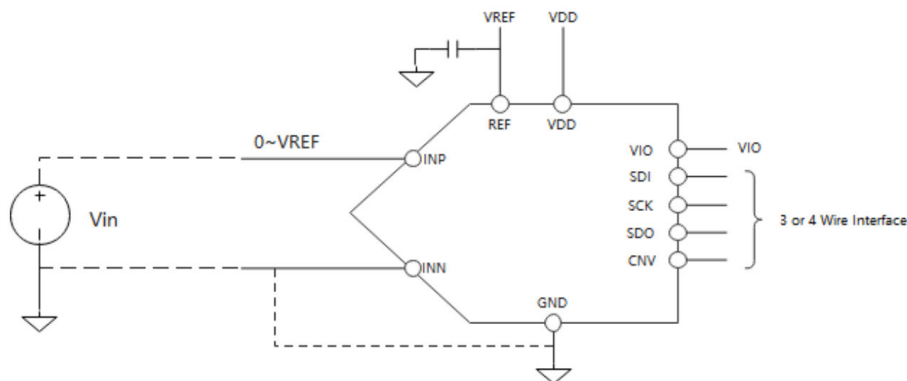 VREF VDD
REF VDD
0~VREF
INP
VIO VIO
SDI
+
Vin
SCK
3 or 4 Wire Interface
SDO
INN
CNV
GND